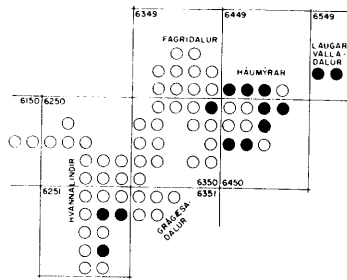 6349
6449
6549
FAGRIDALUR
HÁUMÝRAR
LAUGAR
VALLA-
DALUR
6150
6250
HVANNALINDIR
6251
6350
6450
6351
GRÁGÆSA-
DALUR